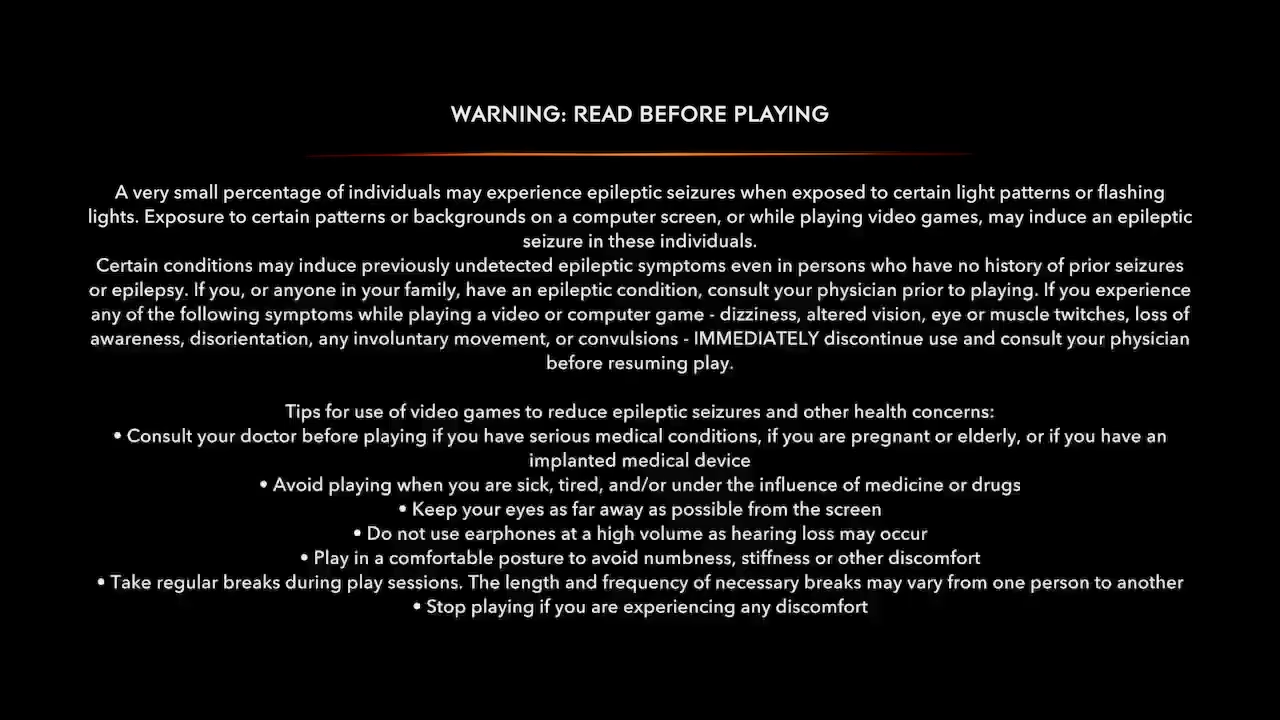 WARNING: READ BEFORE PLAYING
A very small percentage of individuals may experience epileptic seizures when exposed to certain light patterns or flashing
lights. Exposure to certain patterns or backgrounds on a computer screen, or while playing video games, may induce an epileptic
seizure in these individuals.
Certain conditions may induce previously undetected epileptic symptoms even in persons who have no history of prior seizures
or epilepsy. If you, or anyone in your family, have an epileptic condition, consult your physician prior to playing. If you experience
any of the following symptoms while playing a video or computer game - dizziness, altered vision, eye or muscle twitches, loss of
awareness, disorientation, any involuntary movement, or convulsions - IMMEDIATELY discontinue use and consult your physician
before resuming play.
Tips for use of video games to reduce epileptic seizures and other health concerns:
• Consult your doctor before playing if you have serious medical conditions, if you are pregnant or elderly, or if you have an
implanted medical device
• Avoid playing when you are sick, tired, and/or under the influence of medicine or drugs
• Keep your eyes as far away as possible from the screen
• Do not use earphones at a high volume as hearing loss may occur
• Play in a comfortable posture to avoid numbness, stiffness or other discomfort
• Take regular breaks during play sessions. The length and frequency of necessary breaks may vary from one person to another
• Stop playing if you are experiencing any discomfort